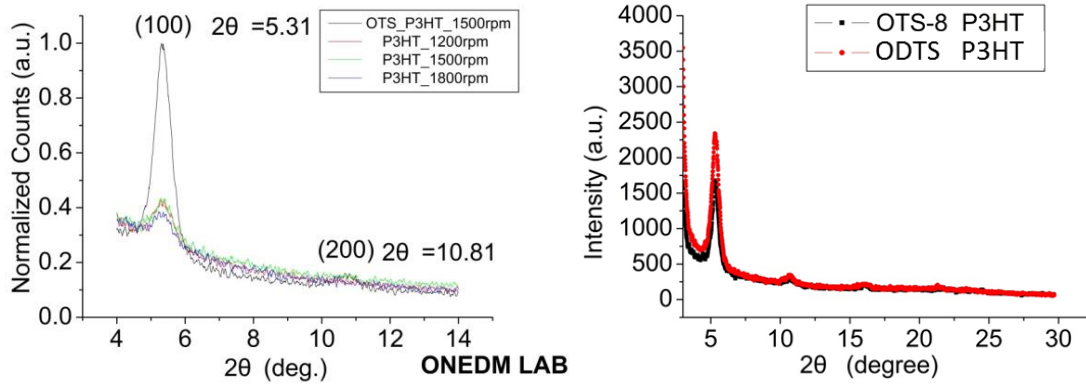 (100) 2θ =5.31
OTS_P3HT_1500rpm
P3HT_1200rpm
P3HT_1500rpm
P3HT_1800rpm
1.0
0.8
0.6
0.4
0.2
0.0
Normalized Counts (a.u.)
(200) 2θ =10.81
4 6 8 10 12 14
2θ (deg.)
ONEDM LAB
OTS-8 P3HT
ODTS P3HT
4000
3500
3000
2500
2000
1500
1000
500
0
Intensity (a.u.)
5 10 15 20 25 30
2θ (degree)